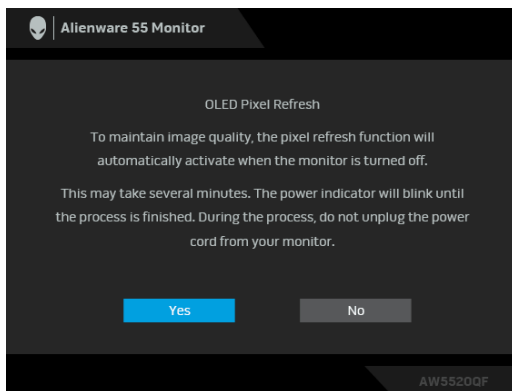 Alienware 55 Monitor
OLED Pixel Refresh
To maintain image quality, the pixel refresh function will
automatically activate when the monitor is turned off.
This may take several minutes. The power indicator will blink until
the process is finished. During the process, do not unplug the power
cord from your monitor.
Yes No
AW5520QF